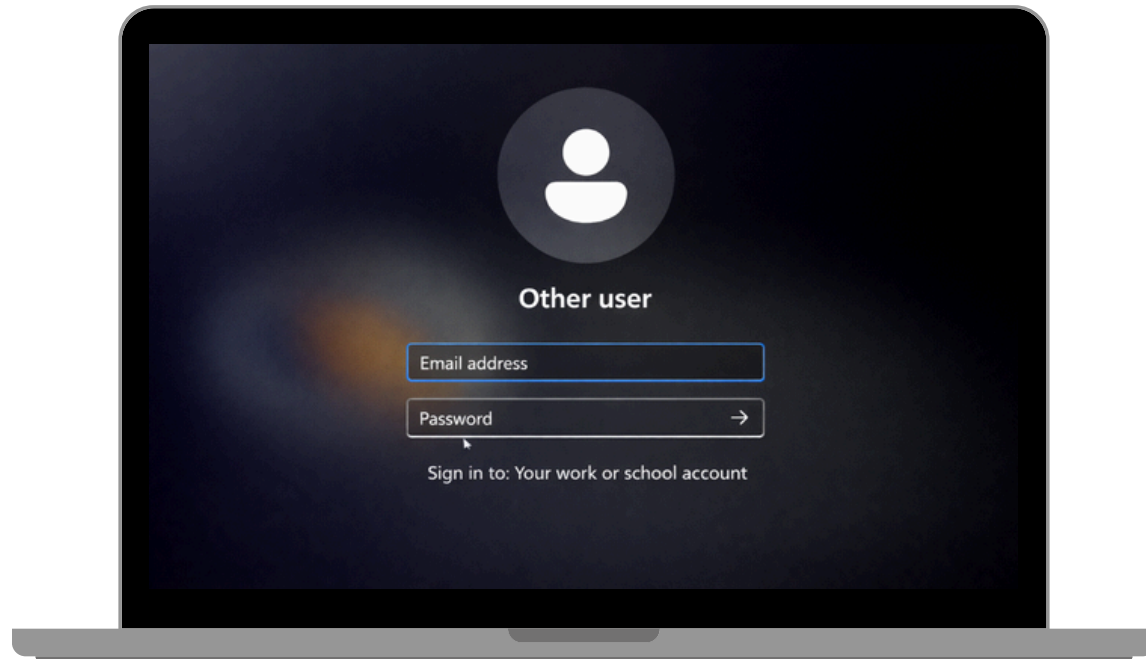 Other user
Email address
Password
Sign in to: Your work or school account